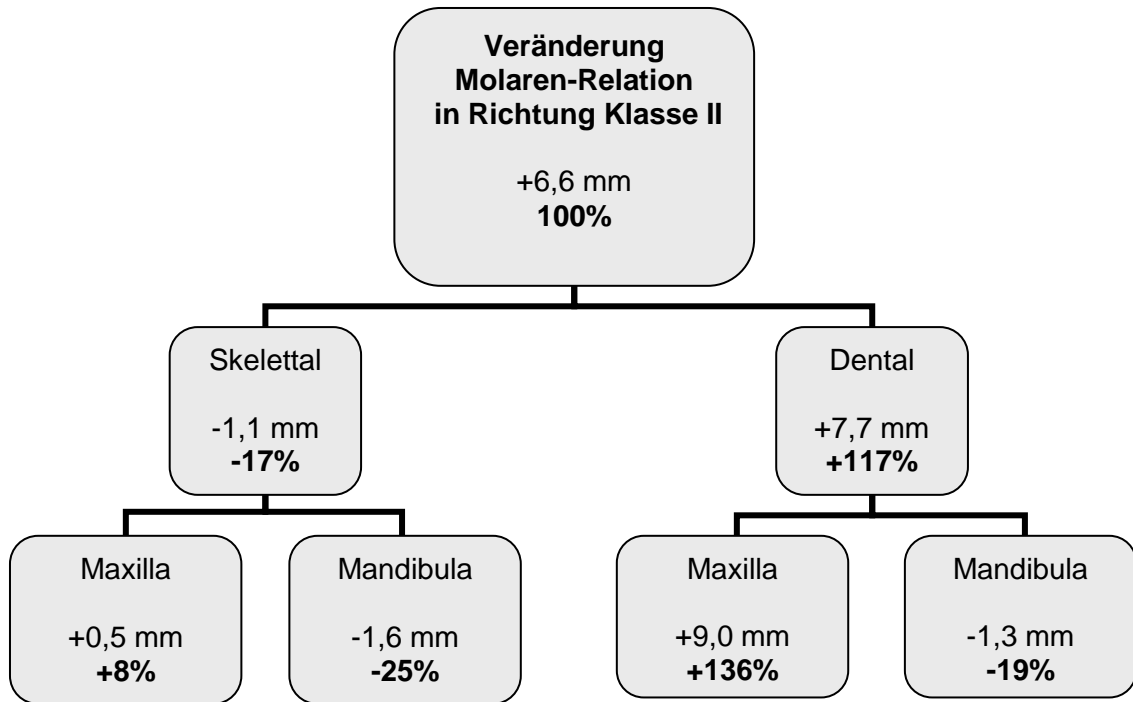 Veränderung
Molaren-Relation
in Richtung Klasse II
+6,6 mm
100%
Skelettal
-1,1 mm
-17%
Dental
+7,7 mm
+117%
Maxilla
+0,5 mm
+8%
Mandibula
-1,6 mm
-25%
Maxilla
+9,0 mm
+136%
Mandibula
-1,3 mm
-19%